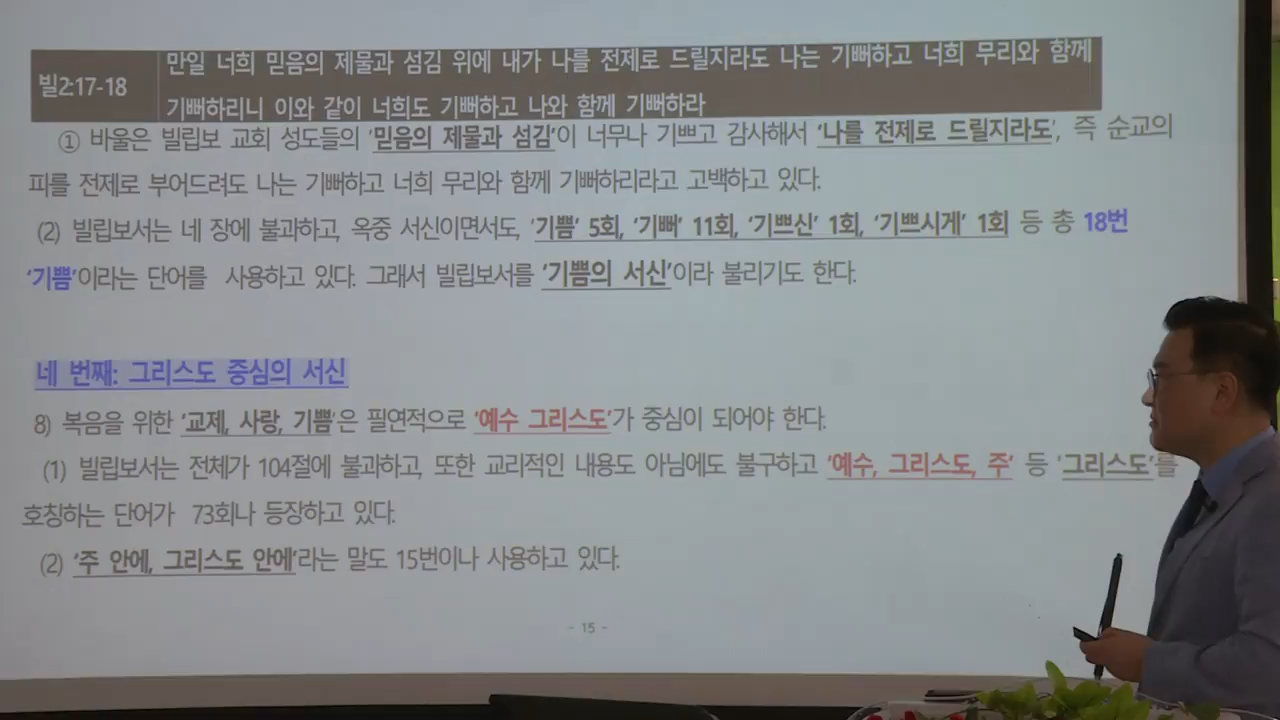 만일 너희 믿음의 제물과 섬김 위에 내가 나를 전제로 드릴지라도 나는 기뻐하고 너희 무리와 함께
빌2:17-18
기뻐하리니 이와 같이 너희도 기뻐하고 나와 함께 기뻐하라
① 바울은 빌립보 교회 성도들의 '믿음의 제물과 섬김'이 너무나 기쁘고 감사해서 '나를 전제로 드릴지라도', 즉 순교의
피를 전제로 부어드려도 나는 기뻐하고 너희 무리와 함께 기뻐하리라고 고백하고 있다.
(2) 빌립보서는 네 장에 불과하고, 옥중 서신이면서도, '기쁨' 5회, '기뻐' 11회, '기쁘신' 1회, '기쁘시게' 1회 등 총 18번
'기쁨'이라는 단어를 사용하고 있다. 그래서 빌립보서를 '기쁨의 서신'이라 불리기도 한다.
네 번째: 그리스도 중심의 서신
8) 복음을 위한 '교제, 사랑, 기쁨'은 필연적으로 '예수 그리스도'가 중심이 되어야 한다.
(1) 빌립보서는 전체가 104절에 불과하고, 또한 교리적인 내용도 아님에도 불구하고 '예수, 그리스도, 주' 등 '그리스도'를
호칭하는 단어가 73회나 등장하고 있다.
(2) '주 안에, 그리스도 안에'라는 말도 15번이나 사용하고 있다.
- 15 -